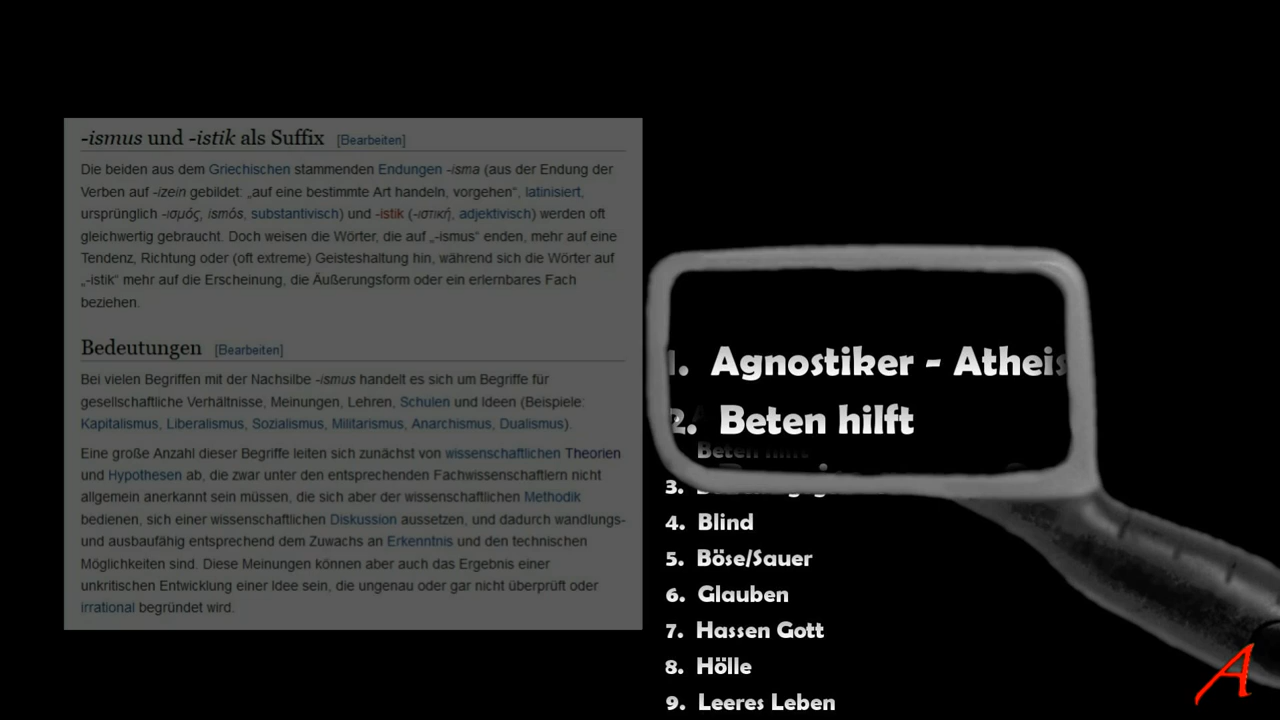 -ismus und -istik als Suffix [Bearbeiten]
Die beiden aus dem Griechischen stammenden Endungen -isma (aus der Endung der
Verben auf -izein gebildet: „auf eine bestimmte Art handeln, vorgehen“, latinisiert,
ursprünglich -ισμός, ismós, substantivisch) und -istik (-ιστική, adjektivisch) werden oft
gleichwertig gebraucht. Doch weisen die Wörter, die auf „-ismus“ enden, mehr auf eine
Tendenz, Richtung oder (oft extreme) Geisteshaltung hin, während sich die Wörter auf
„-istik“ mehr auf die Erscheinung, die Äußerungsform oder ein erlernbares Fach
beziehen.
Bedeutungen [Bearbeiten]
Bei vielen Begriffen mit der Nachsilbe -ismus handelt es sich um Begriffe für
gesellschaftliche Verhältnisse, Meinungen, Lehren, Schulen und Ideen (Beispiele:
Kapitalismus, Liberalismus, Sozialismus, Militarismus, Anarchismus, Dualismus).
Eine große Anzahl dieser Begriffe leiten sich zunächst von wissenschaftlichen Theorien
und Hypothesen ab, die zwar unter den entsprechenden Fachwissenschaftlern nicht
allgemein anerkannt sein müssen, die sich aber der wissenschaftlichen Methodik
bedienen, sich einer wissenschaftlichen Diskussion aussetzen, und dadurch wandlungs-
und ausbaufähig entsprechend dem Zuwachs an Erkenntnis und den technischen
Möglichkeiten sind. Diese Meinungen können aber auch das Ergebnis einer
unkritischen Entwicklung einer Idee sein, die ungenau oder gar nicht überprüft oder
irrational begründet wird.
1. Agnostiker - Atheis
2. Beten hilft
Beten hilft
3.
4. Blind
5. Böse/Sauer
6. Glauben
7. Hassen Gott
8. Hölle
9. Leeres Leben
A